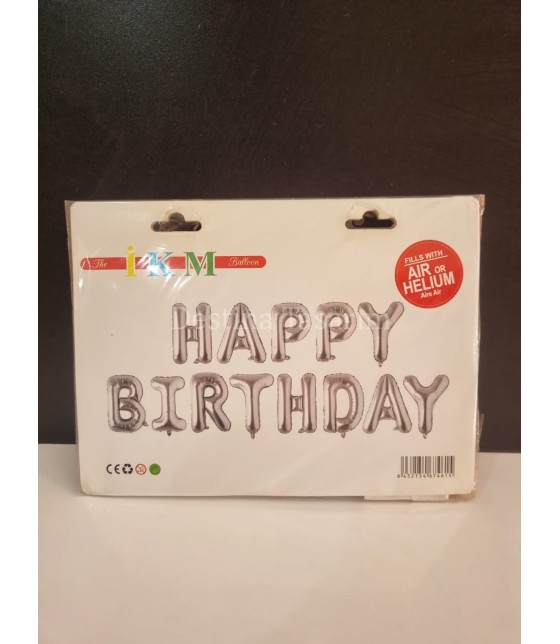 The iKM Balloon
FILLS WITH
AIR OR
HELIUM
Aire Air
HAPPY
BIRTHDAY
CE